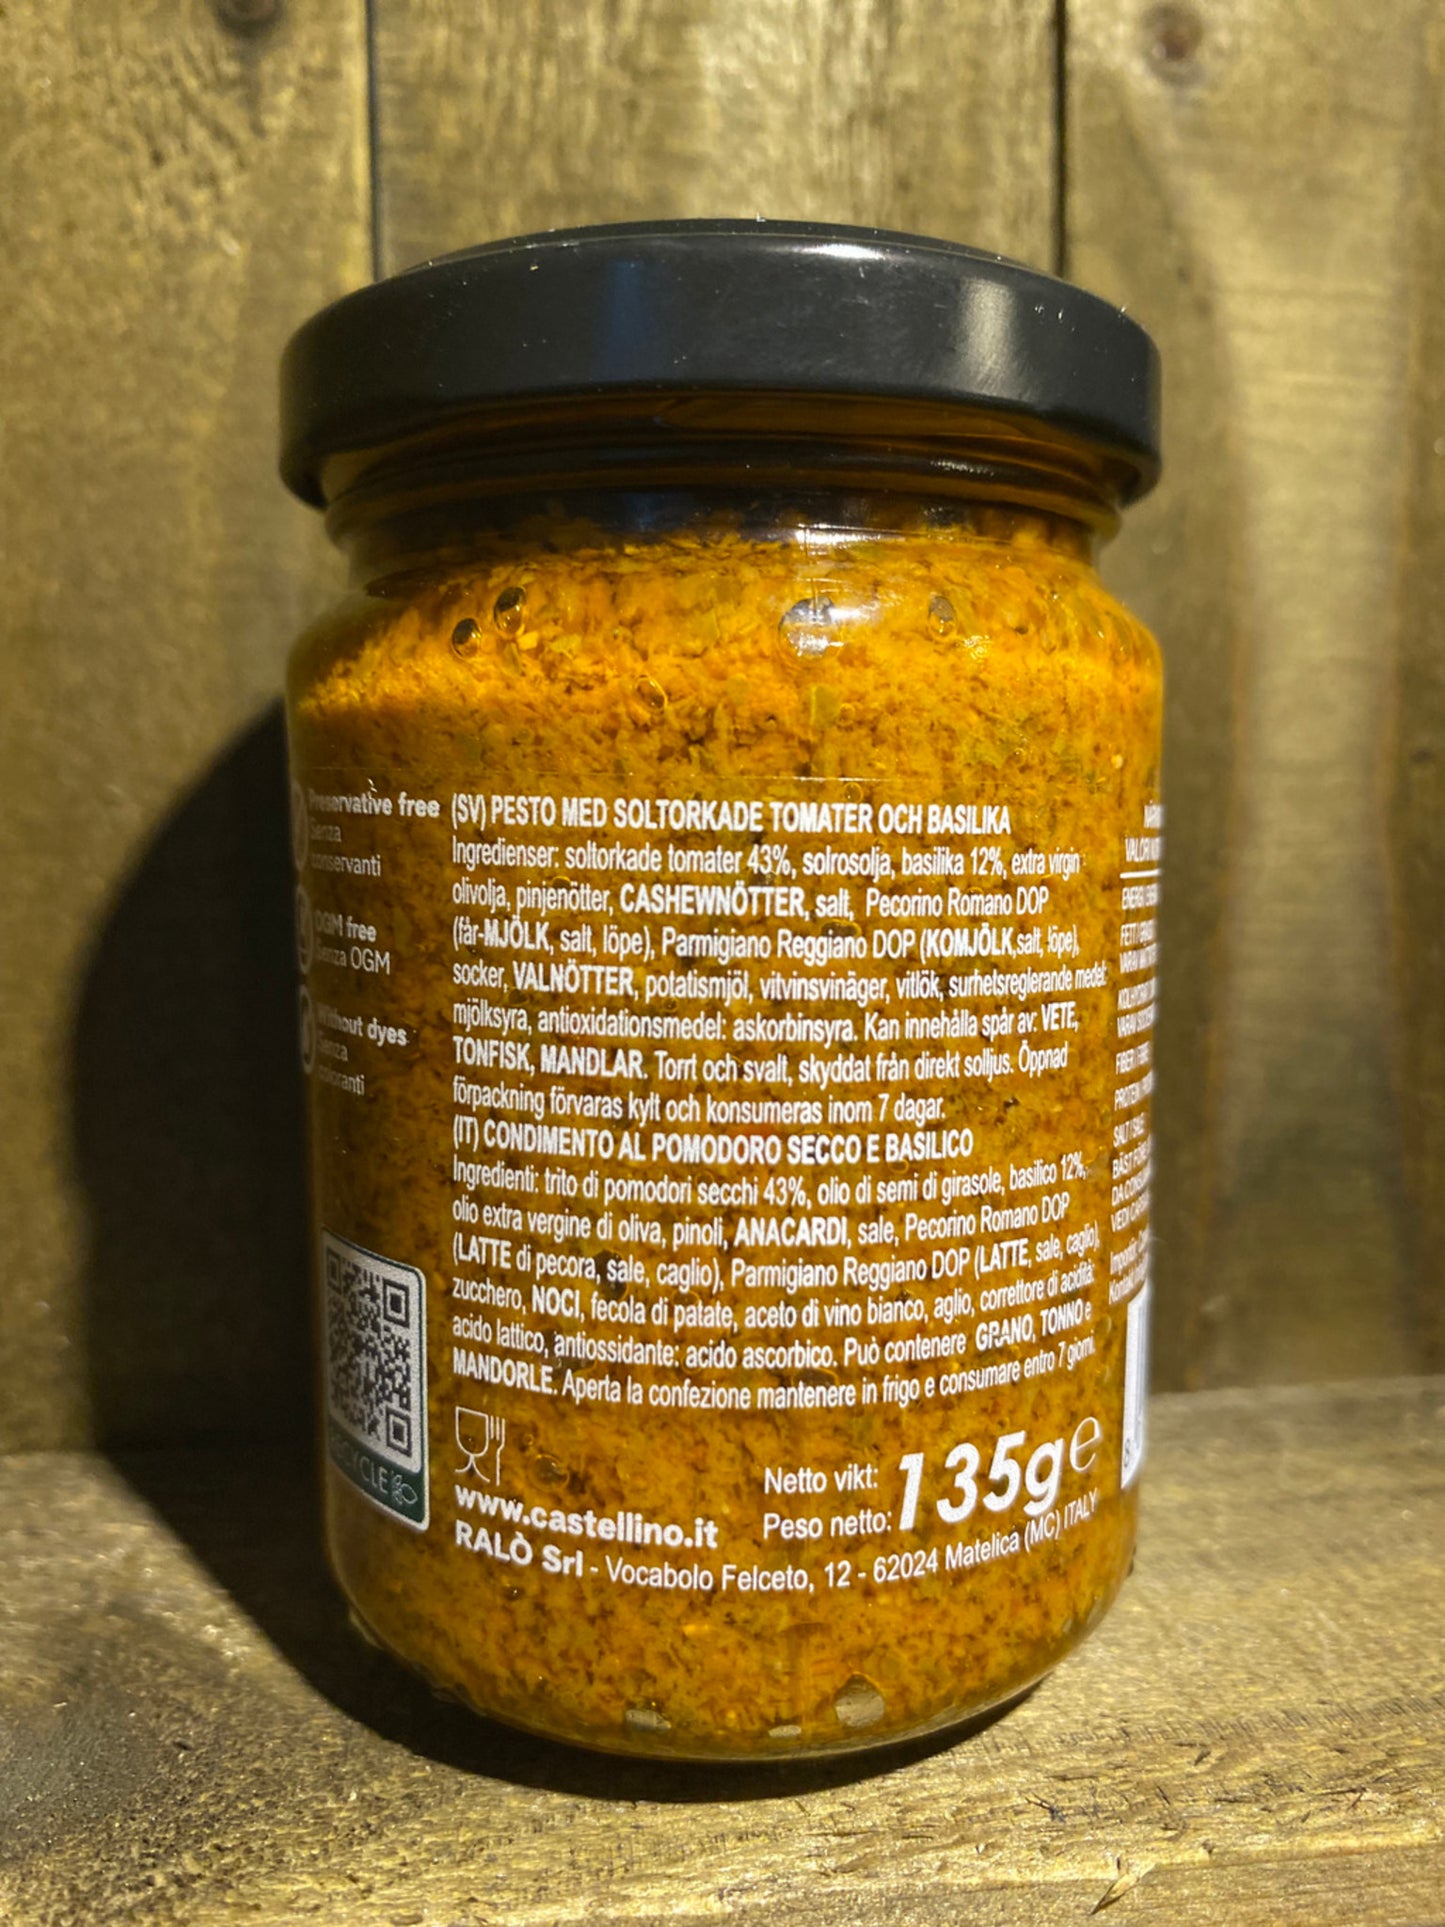 Preservative free
Senza
conservanti
OGM free
Senza OGM
Without dyes
Senza
coloranti
RECYCLE
(SV) PESTO MED SOLTORKADE TOMATER OCH BASILIKA
Ingredienser: soltorkade tomater 43%, solrosolja, basilika 12%, extra virgin
olivolja, pinjenötter, CASHEWNÖTTER, salt, Pecorino Romano DOP
(får-MJÖLK, salt, löpe), Parmigiano Reggiano DOP (KOMJÖLK,salt, löpe),
socker, VALNÖTTER, potatismjöl, vitvinsvinäger, vitlök, surhetsreglerande medel:
mjölksyra, antioxidationsmedel: askorbinsyra. Kan innehålla spår av: VETE,
TONFISK, MANDLAR. Torrt och svalt, skyddat från direkt solljus. Öppnad
förpackning förvaras kylt och konsumeras inom 7 dagar.
(IT) CONDIMENTO AL POMODORO SECCO E BASILICO
Ingredienti: trito di pomodori secchi 43%, olio di semi di girasole, basilico 12%,
olio extra vergine di oliva, pinoli, ANACARDI, sale, Pecorino Romano DOP
(LATTE di pecora, sale, caglio), Parmigiano Reggiano DOP (LATTE, sale, caglio),
zucchero, NOCI, fecola di patate, aceto di vino bianco, aglio, correttore di acidità:
acido lattico, antiossidante: acido ascorbico. Può contenere GRANO, TONNO e
MANDORLE. Aperta la confezione mantenere in frigo e consumare entro 7 giorni.
Netto vikt:
Peso netto: 135g e
www.castellino.it
RALÒ Srl - Vocabolo Felceto, 12 - 62024 Matelica (MC) ITALY